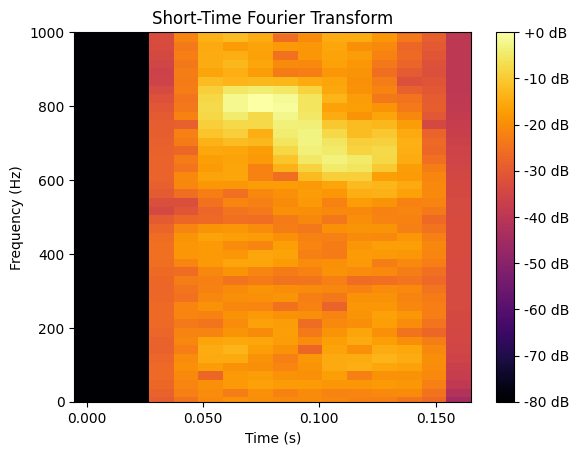 Short-Time Fourier Transform
1000
800
600
400
200
0
Frequency (Hz)
0.000
0.050
0.100
0.150
Time (s)
+0 dB
-10 dB
-20 dB
-30 dB
-40 dB
-50 dB
-60 dB
-70 dB
-80 dB